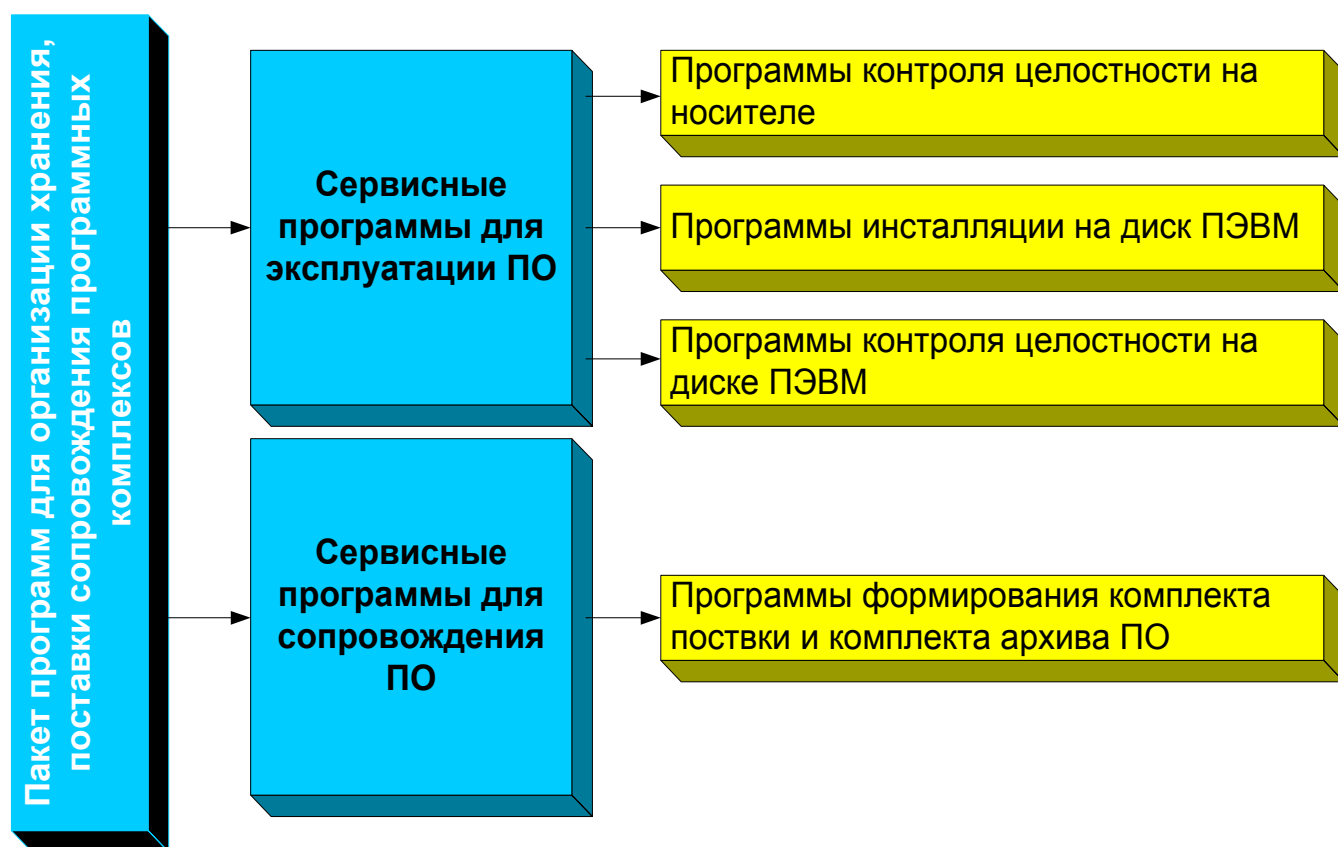 Пакет программ для организации хранения,
поставки сопровождения программных
комплексов
Сервисные
программы для
эксплуатации ПО
Программы контроля целостности на
носителе
Программы инсталляции на диск ПЭВМ
Программы контроля целостности на
диске ПЭВМ
Сервисные
программы для
сопровождения
ПО
Программы формирования комплекта
поствки и комплекта архива ПО